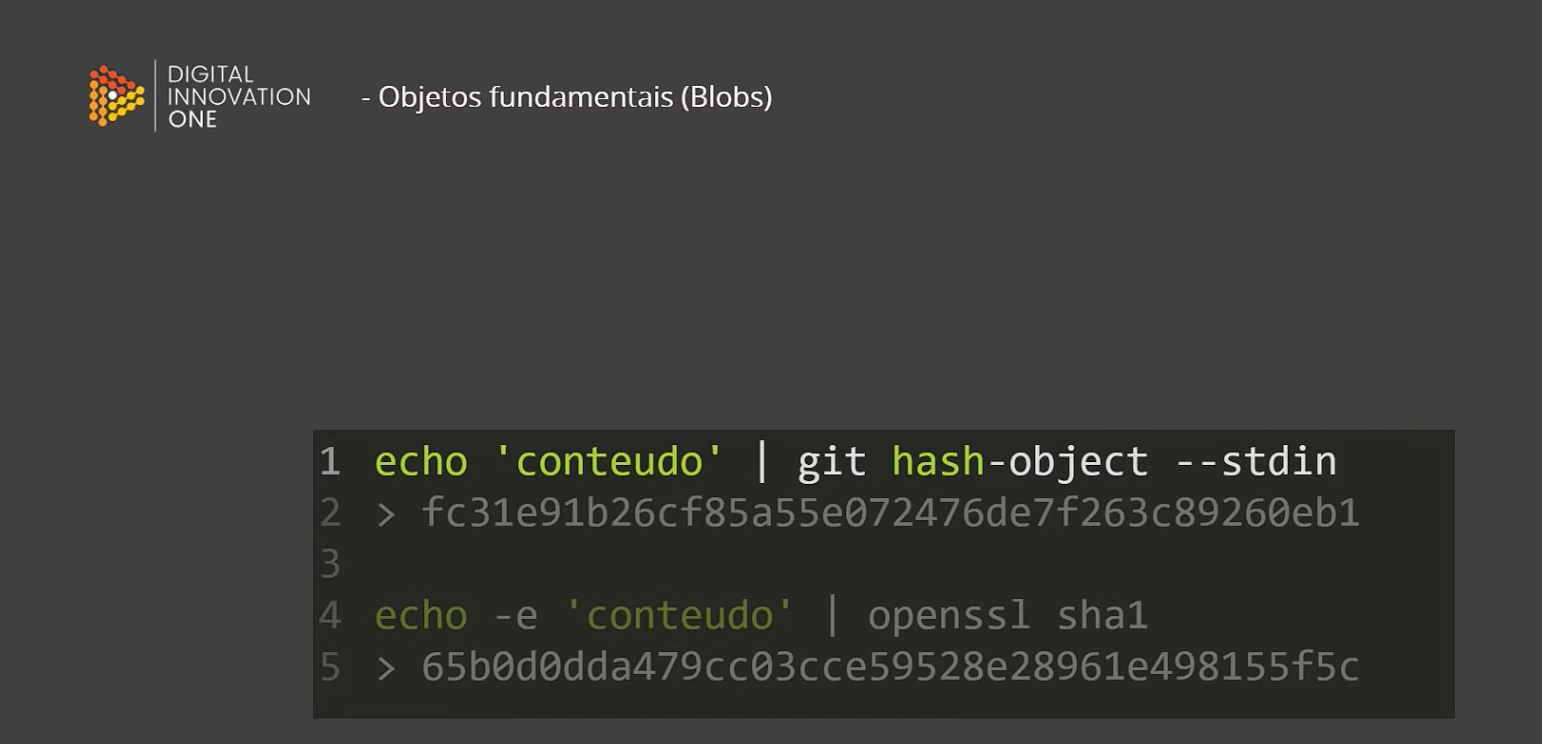 DIGITAL
INNOVATION
ONE
- Objetos fundamentais (Blobs)
1 echo 'conteudo' | git hash-object --stdin
2 > fc31e91b26cf85a55e072476de7f263c89260eb1
3
4 echo -e 'conteudo' | openssl sha1
5 > 65b0d0dda479cc03cce59528e28961e498155f5c